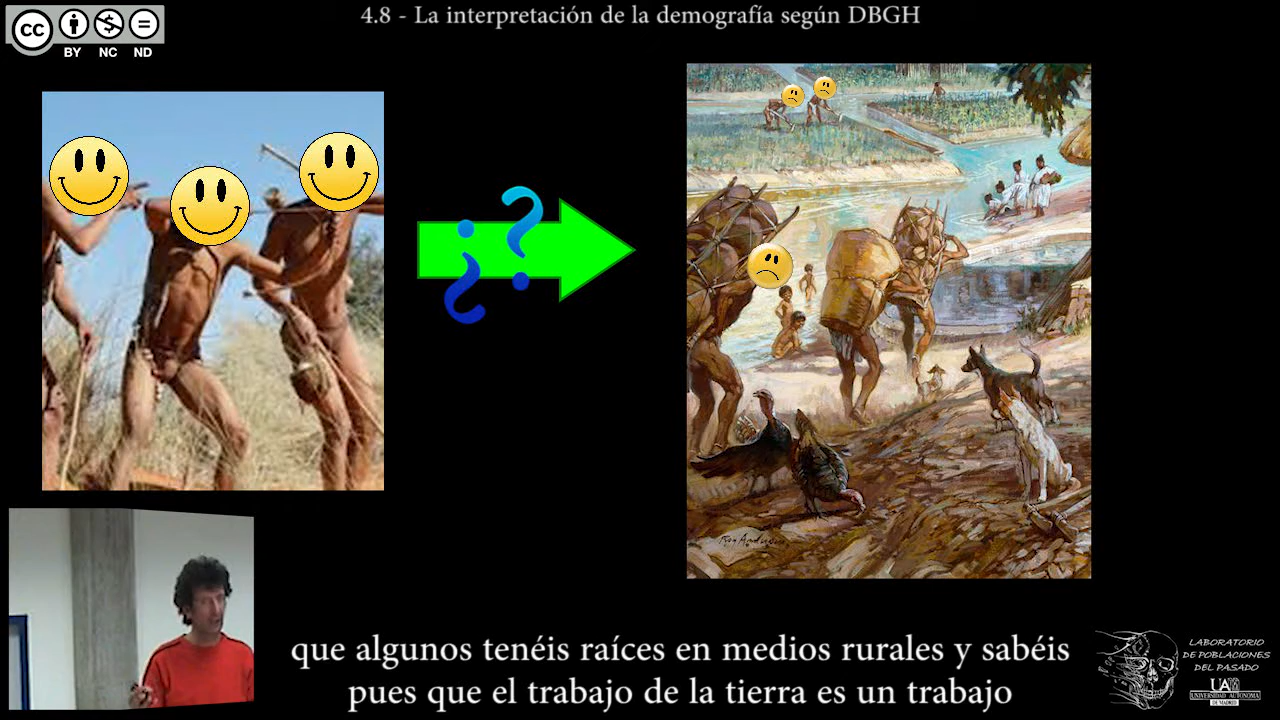 4.8 - La interpretación de la demografía según DBGH
CC
BY NC ND
¿?
que algunos tenéis raíces en medios rurales y sabéis
pues que el trabajo de la tierra es un trabajo
LABORATORIO
DE POBLACIONES
DEL PASADO
UAM
UNIVERSIDAD AUTONOMA
DE MADRID